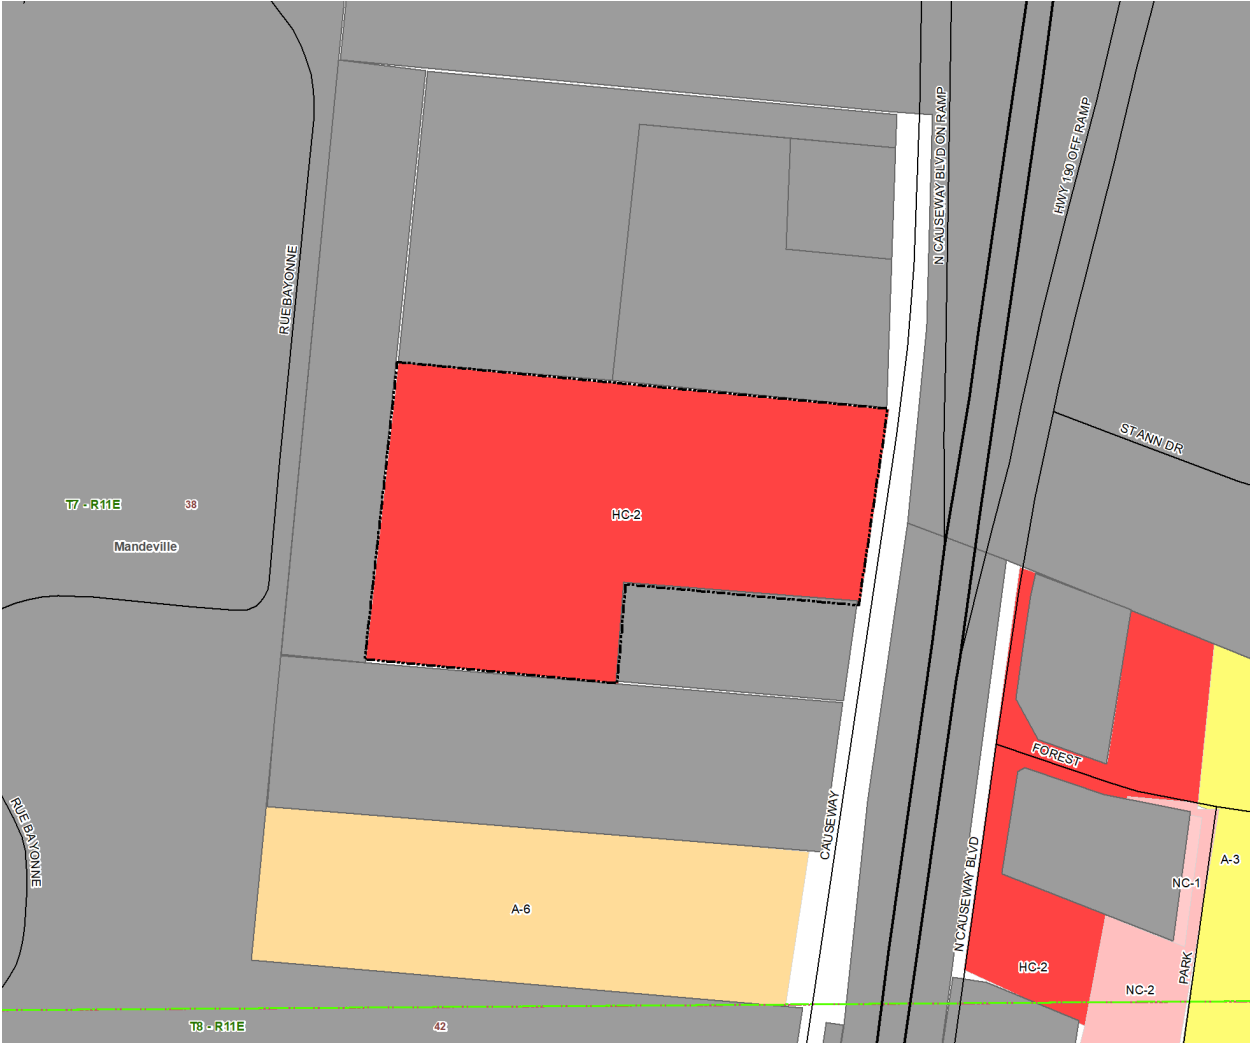 N CAUSEWAY BLVD ON RAMP
HWY 190 OFF RAMP
RUE BAYONNE
ST ANN DR
T7 - R11E
38
HC-2
Mandeville
FOREST
RUE BAYONNE
CAUSEWAY
N CAUSEWAY BLVD
A-3
NC-1
A-6
HC-2
PARK
NC-2
T8 - R11E
42